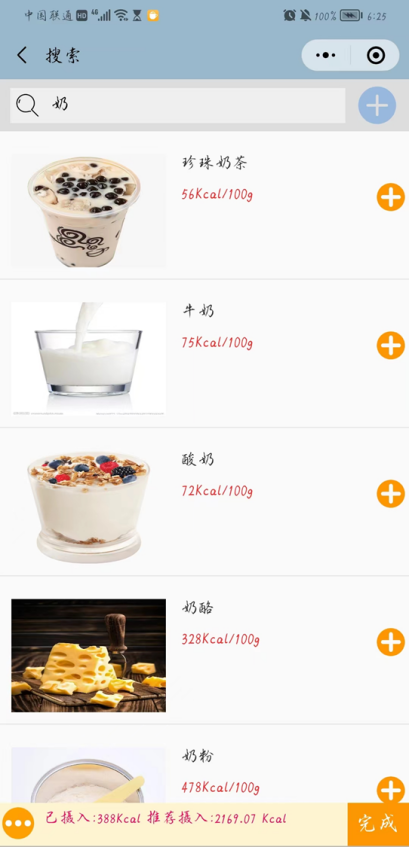 中国联通 HD 4G 100% 6:25
搜索
奶
珍珠奶茶
56Kcal/100g
牛奶
75Kcal/100g
酸奶
72Kcal/100g
奶酪
328Kcal/100g
奶粉
478Kcal/100g
已摄入:388Kcal 推荐摄入:2169.07 Kcal
完成